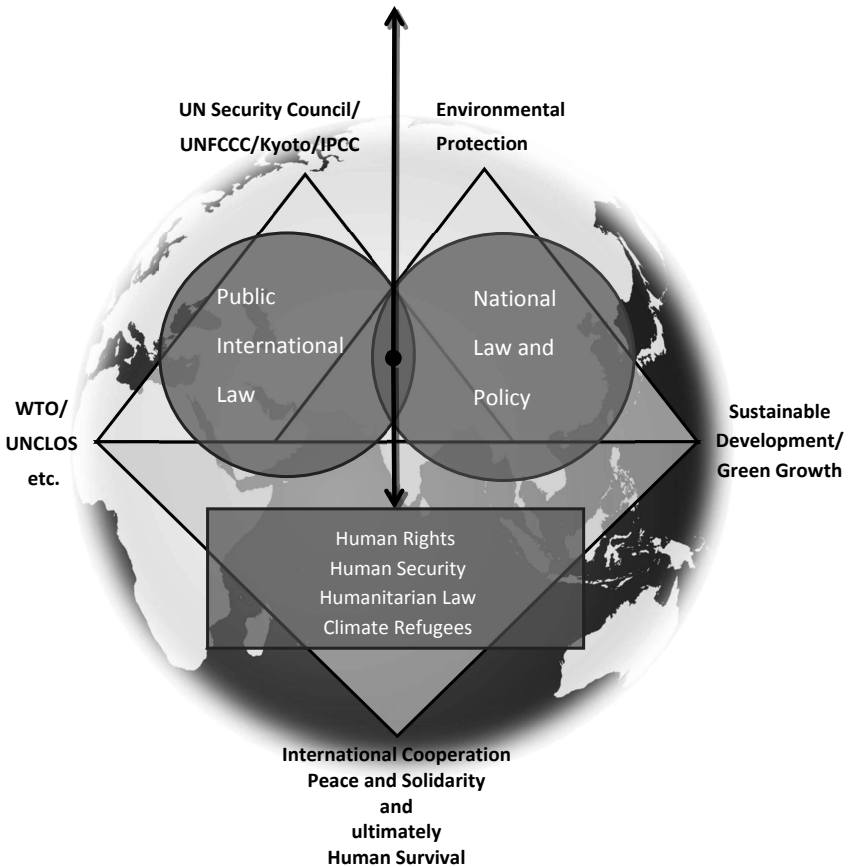 UN Security Council/
UNFCCC/Kyoto/IPCC
Environmental
Protection
Public
International
Law
National
Law and
Policy
WTO/
UNCLOS
etc.
Sustainable
Development/
Green Growth
Human Rights
Human Security
Humanitarian Law
Climate Refugees
International Cooperation
Peace and Solidarity
and
ultimately
Human Survival